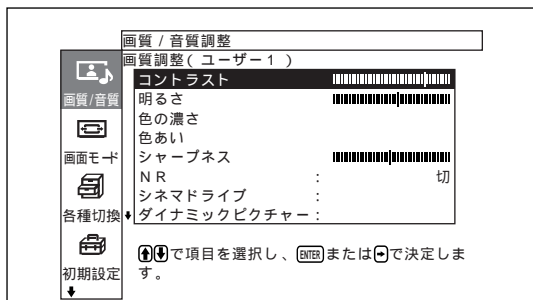 画質/音質調整
画質調整(ユーザー1)
コントラスト
明るさ
色の濃さ
色あい
シャープネス
NR : 切
シネマドライブ :
ダイナミックピクチャー :
画質/音質
画面モード
各種切換
初期設定
で項目を選択し、ENTERまたはで決定しま
す。